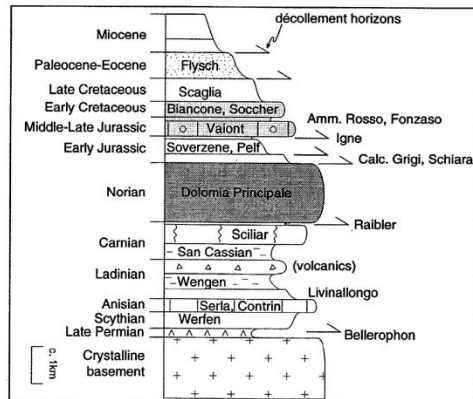 décollement horizons
Miocene
Paleocene-Eocene Flysch
Late Cretaceous Scaglia
Early Cretaceous Biancone, Soccher
Amm. Rosso, Fonzaso
Middle-Late Jurassic Vaiont
Igne
Early Jurassic Soverzene, Pelf
Calc. Grigi, Schiara
Norian Dolomia Principale
Raibler
Carnian Sciliar
San Cassian
Ladinian (volcanics)
Wengen
Livinallongo
Anisian Serla, Contrin
Scythian Werfen
Late Permian Bellerophon
Crystalline
basement
c. 1km